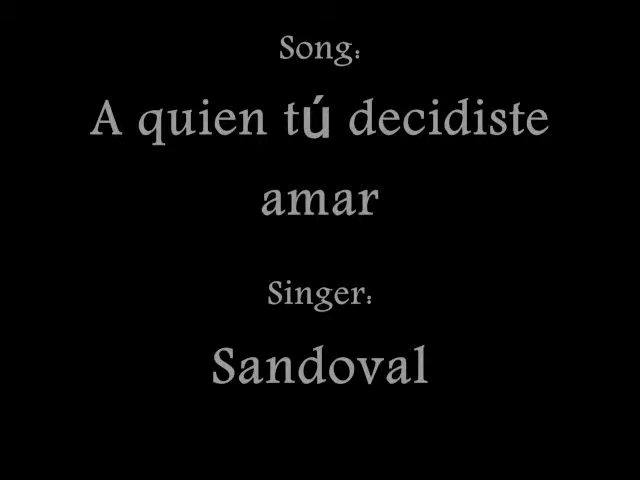 Song:
A quien tú decidiste
amar
Singer:
Sandoval